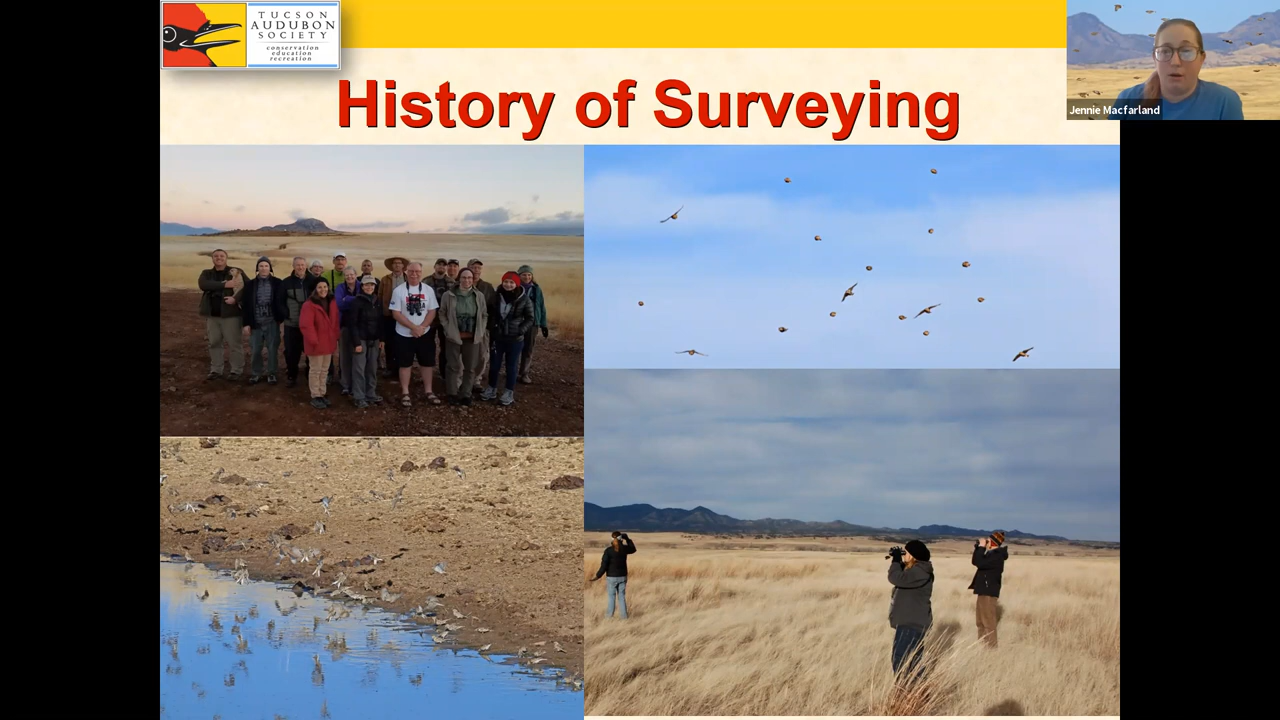 TUCSON
AUDUBON
SOCIETY
conservation
education
recreation
History of Surveying
Jennie Macfarland